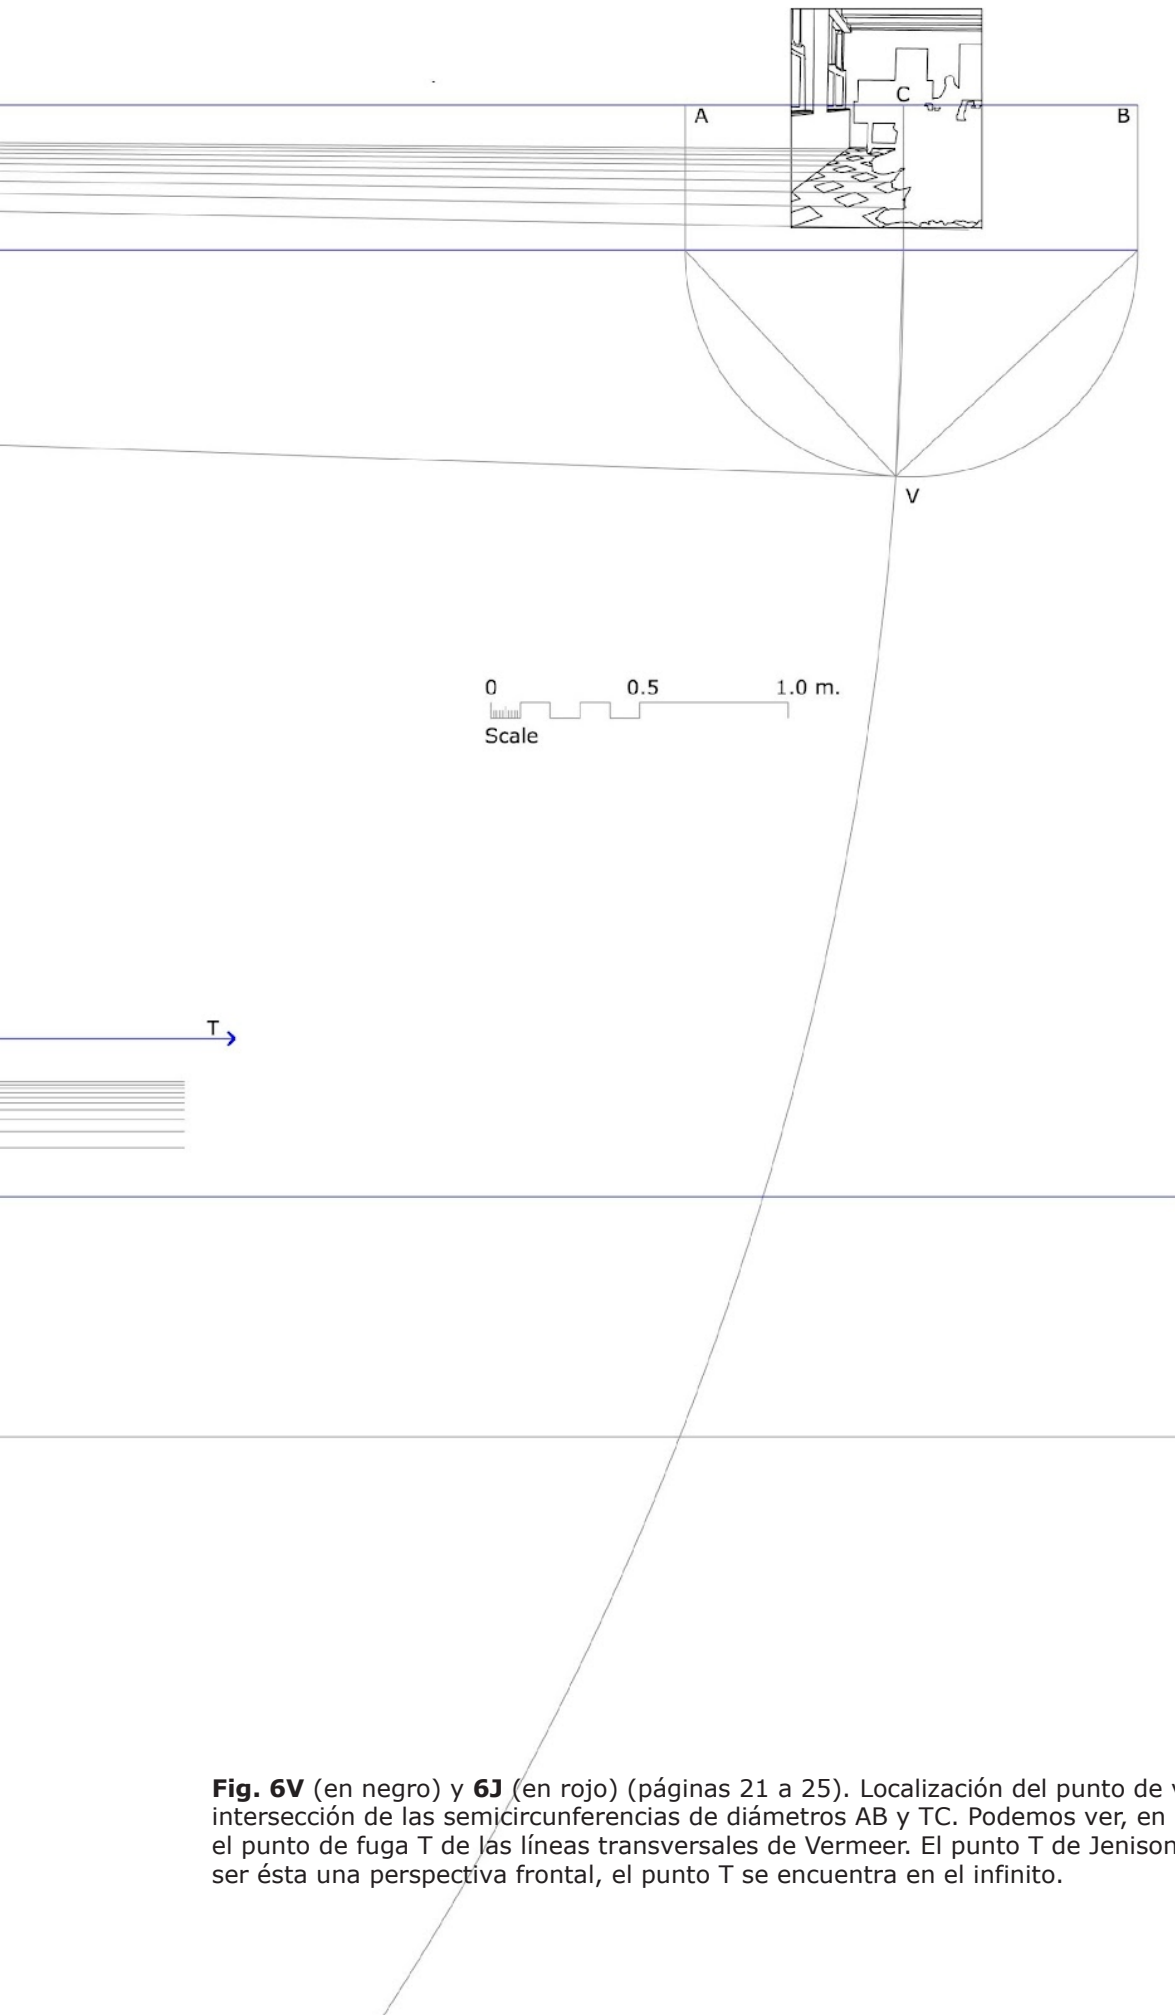 C
A
B
V
0 0.5 1.0 m.
Scale
T
Fig. 6V (en negro) y 6J (en rojo) (páginas 21 a 25). Localización del punto de
intersección de las semicircunferencias de diámetros AB y TC. Podemos ver, en
el punto de fuga T de las líneas transversales de Vermeer. El punto T de Jenison
ser ésta una perspectiva frontal, el punto T se encuentra en el infinito.